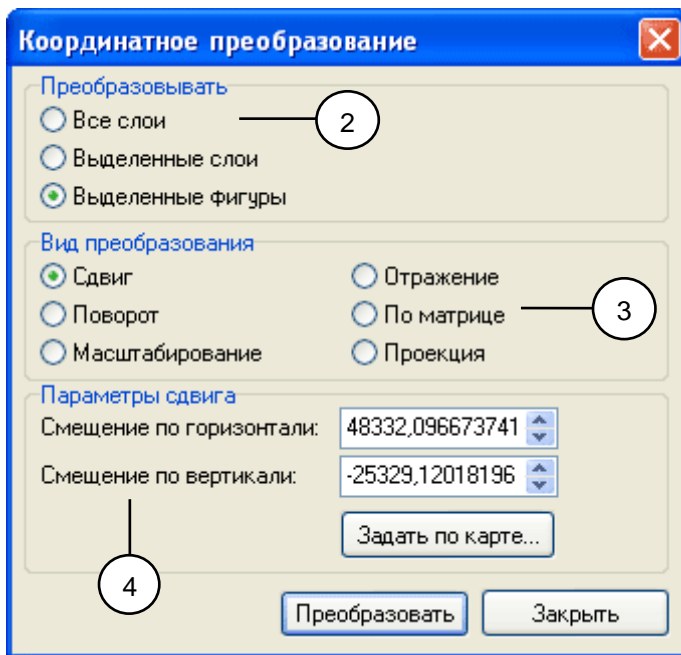 Координатное преобразование
Преобразовывать
Все слои
2
Выделенные слои
Выделенные фигуры
Вид преобразования
Сдвиг
Отражение
Поворот
По матрице
3
Масштабирование
Проекция
Параметры сдвига
Смещение по горизонтали: 48332,096673741
Смещение по вертикали: -25329,12018196
Задать по карте...
4
Преобразовать
Закрыть